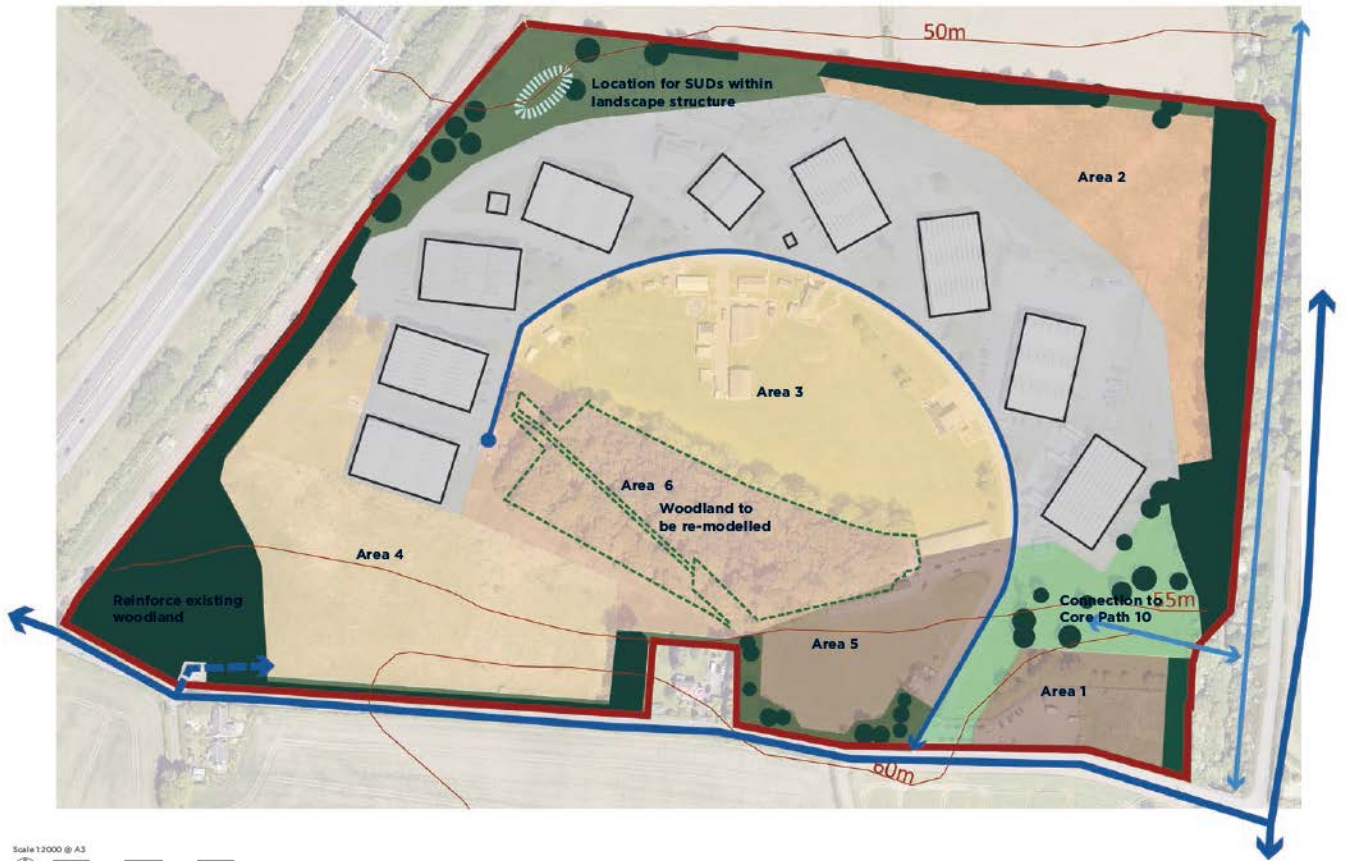 50m
Location for SUDs within
landscape structure
Area 2
Area 3
Area 6
Woodland to
be re-modelled
Area 4
Reinforce existing
woodland
Connection to
Core Path 10
55m
Area 5
Area 1
60m
Scale 1:2000 @ A3